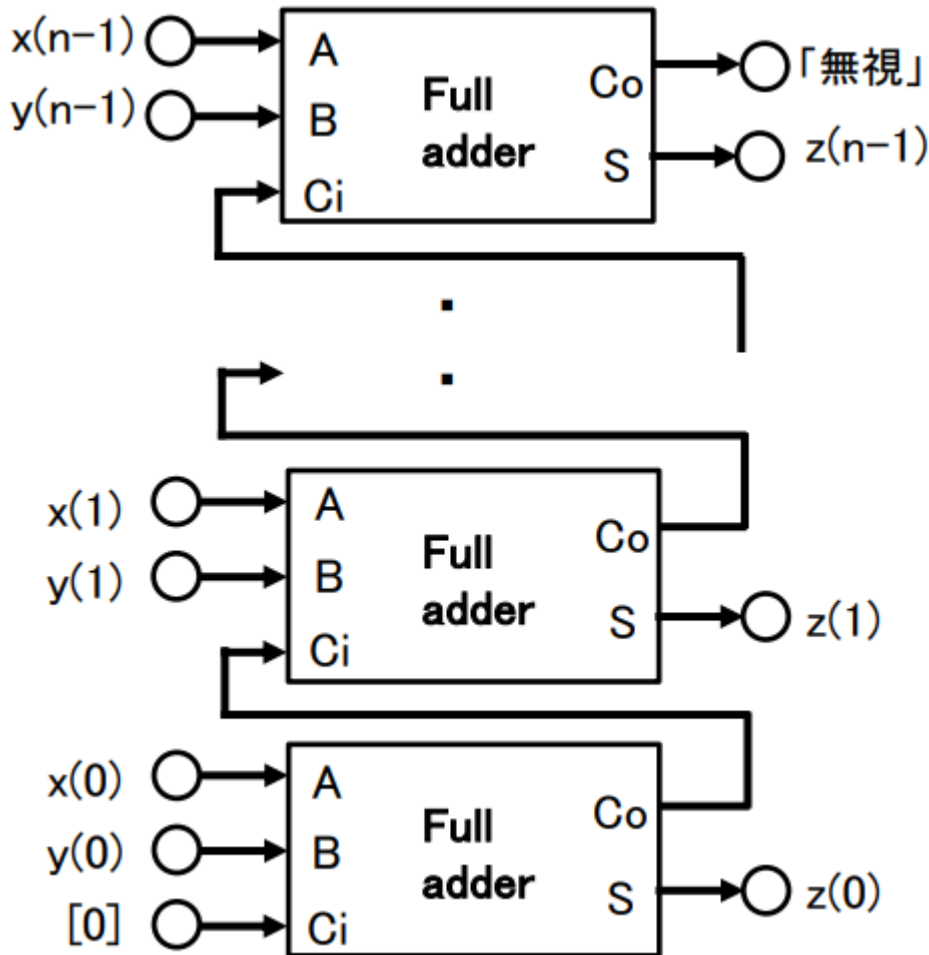 x(n-1)
y(n-1)
A
B
Ci
Full
adder
Co
S
「無視」
z(n-1)
x(1)
y(1)
A
B
Ci
Full
adder
Co
S
z(1)
x(0)
y(0)
[0]
A
B
Ci
Full
adder
Co
S
z(0)